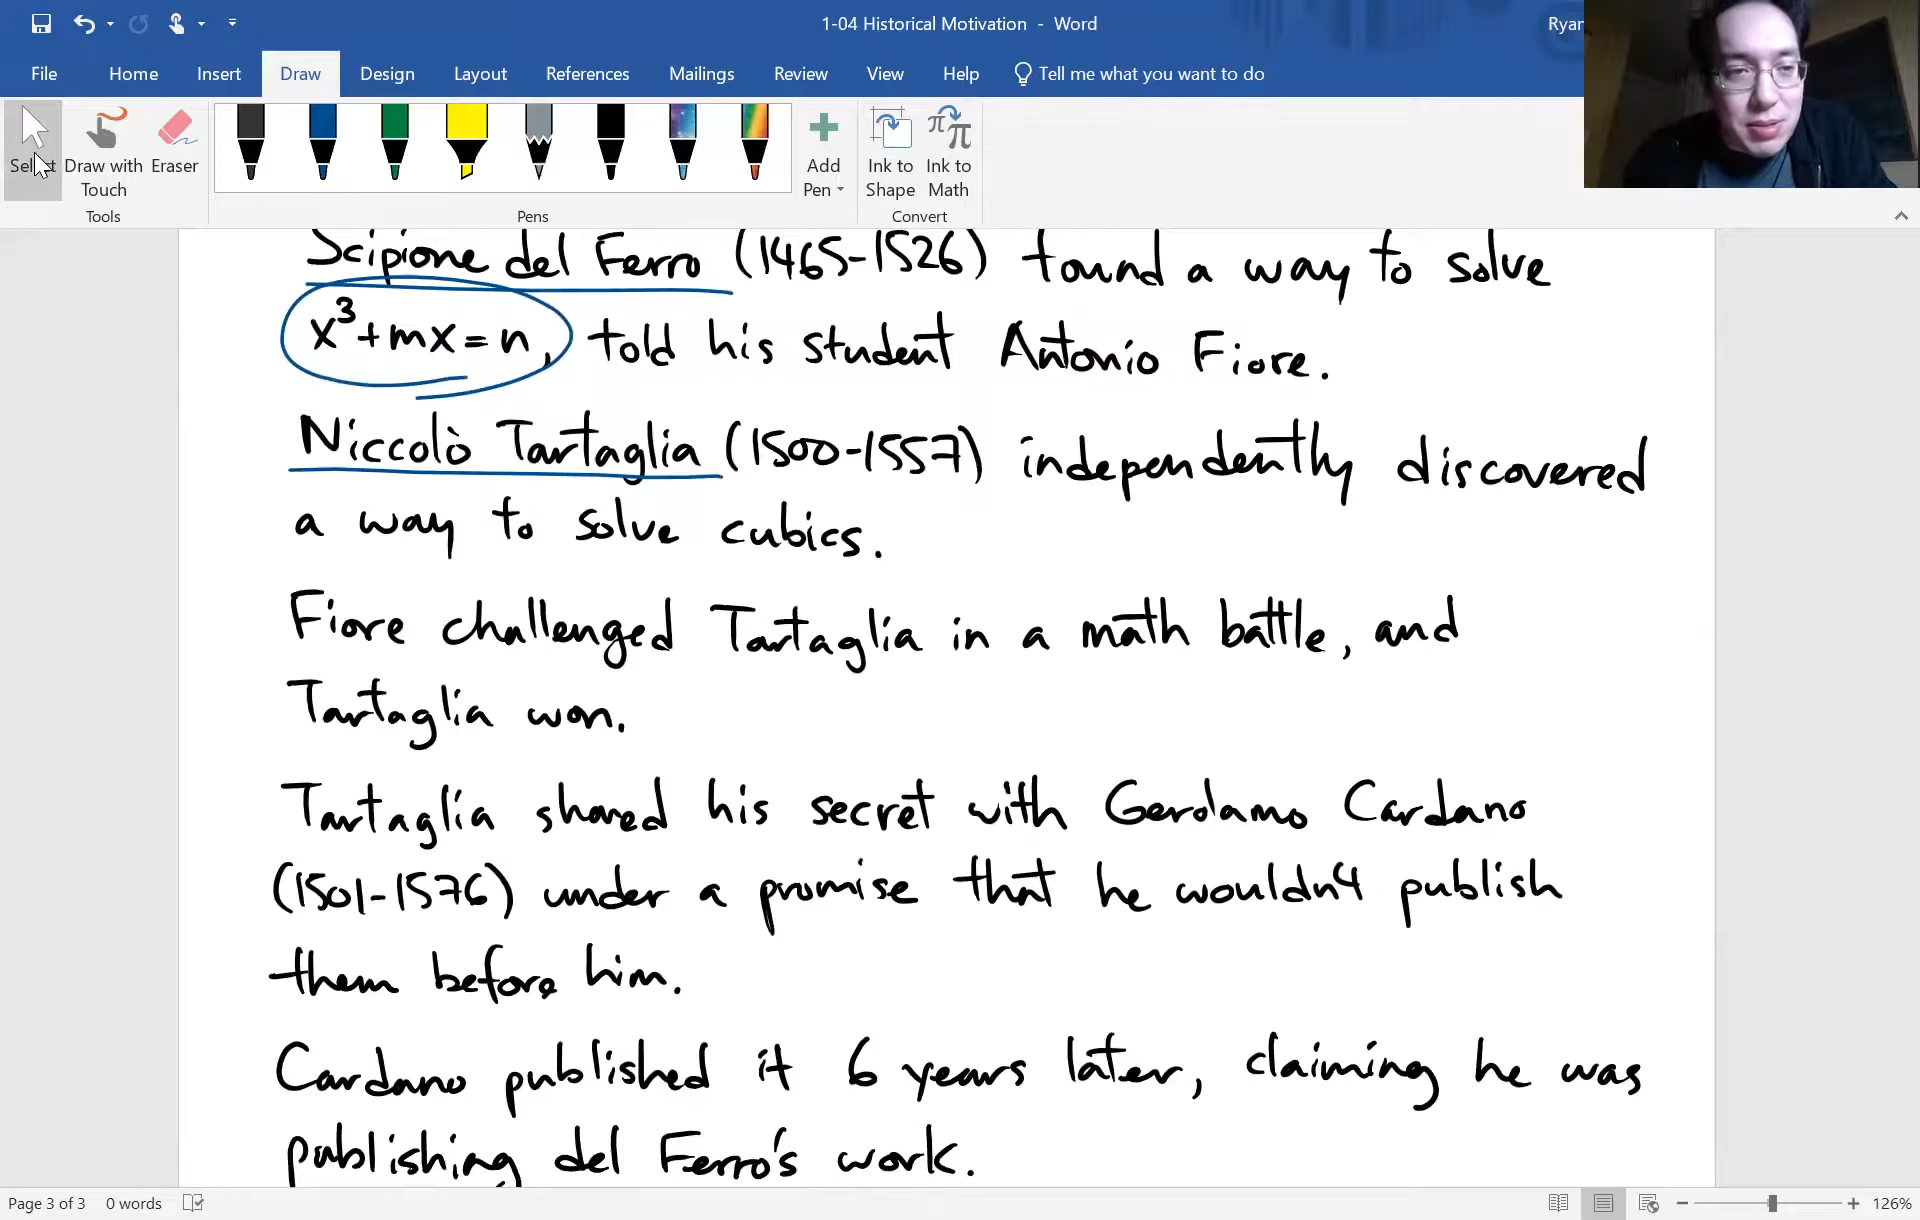 1-04 Historical Motivation - Word
Ryan
File Home Insert Draw Design Layout References Mailings Review View Help Tell me what you want to do
Select Draw with Touch Eraser Add Pen Ink to Shape Ink to Math
Tools Pens Convert
Scipione del Ferro (1465-1526) found a way to solve
x³+mx=n, told his student Antonio Fiore.
Niccolò Tartaglia (1500-1557) independently discovered
a way to solve cubics.
Fiore challenged Tartaglia in a math battle, and
Tartaglia won.
Tartaglia shared his secret with Gerolamo Cardano
(1501-1576) under a promise that he wouldn't publish
them before him.
Cardano published it 6 years later, claiming he was
publishing del Ferro's work.
Page 3 of 3 0 words 126%